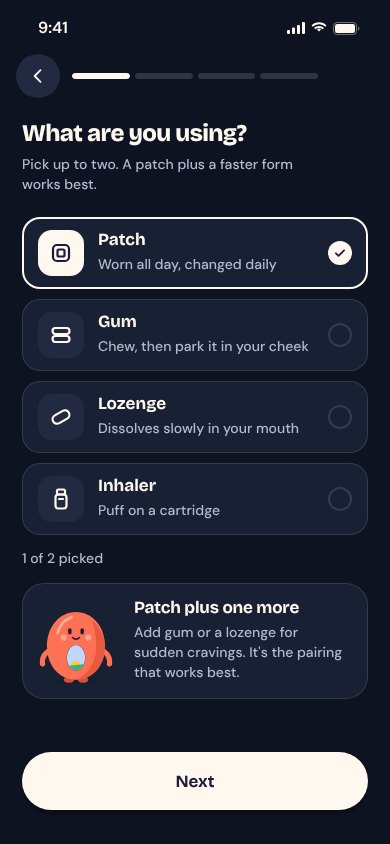 9:41
What are you using?
Pick up to two. A patch plus a faster form
works best.
Patch
Worn all day, changed daily
Gum
Chew, then park it in your cheek
Lozenge
Dissolves slowly in your mouth
Inhaler
Puff on a cartridge
1 of 2 picked
Patch plus one more
Add gum or a lozenge for
sudden cravings. It's the pairing
that works best.
Next